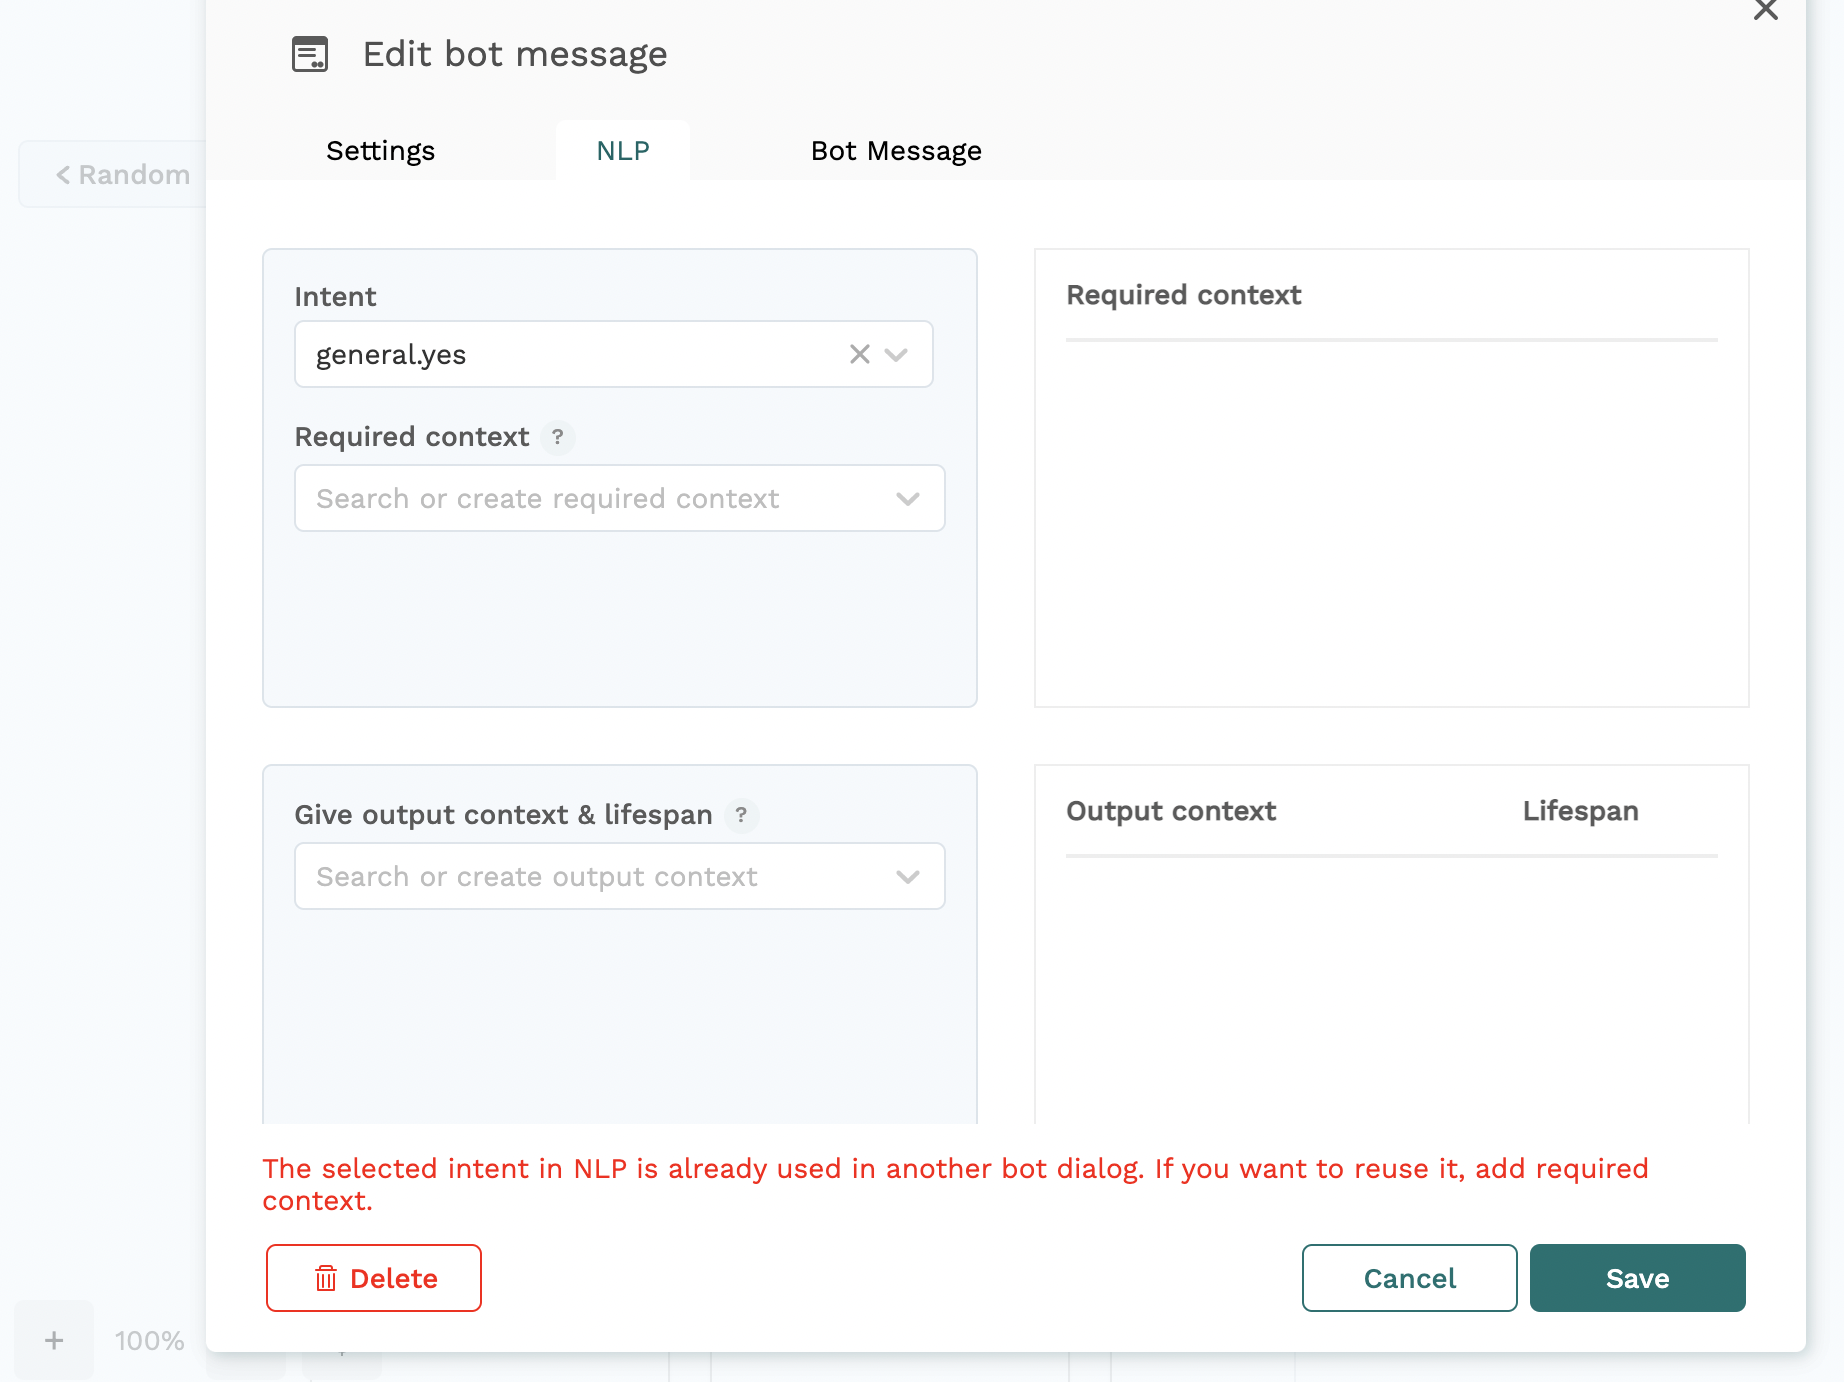 Edit bot message
Settings
NLP
Bot Message
< Random
Intent
general.yes
Required context ?
Search or create required context
Required context
Give output context & lifespan ?
Search or create output context
Output context
Lifespan
The selected intent in NLP is already used in another bot dialog. If you want to reuse it, add required
context.
Delete
Cancel
Save
+ 100%